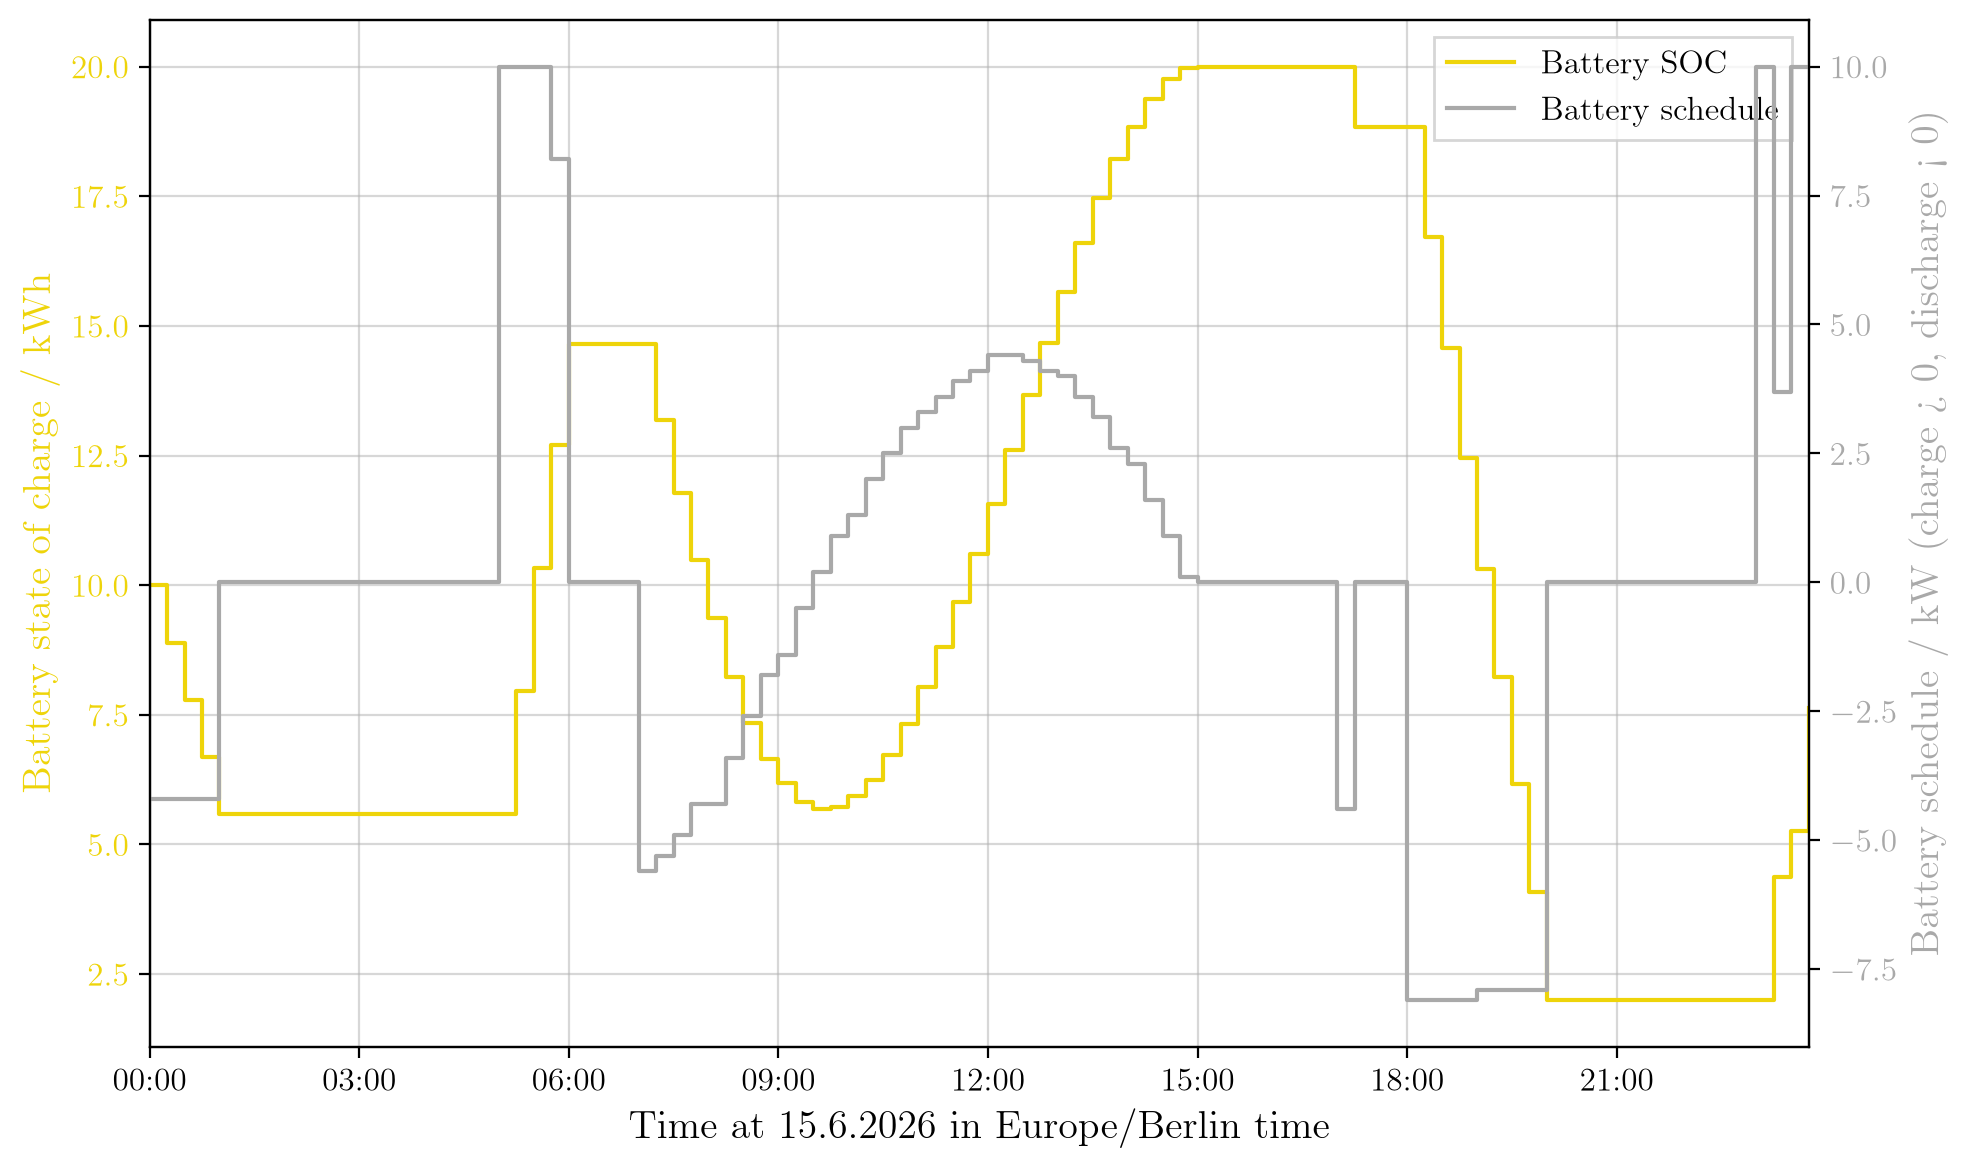 Battery state of charge / kWh
20.0
17.5
15.0
12.5
10.0
7.5
5.0
2.5
Battery SOC
Battery schedule
10.0
7.5
5.0
2.5
0.0
−2.5
−5.0
−7.5
Battery schedule / kW (charge ¿ 0, discharge ¡ 0)
00:00 03:00 06:00 09:00 12:00 15:00 18:00 21:00
Time at 15.6.2026 in Europe/Berlin time